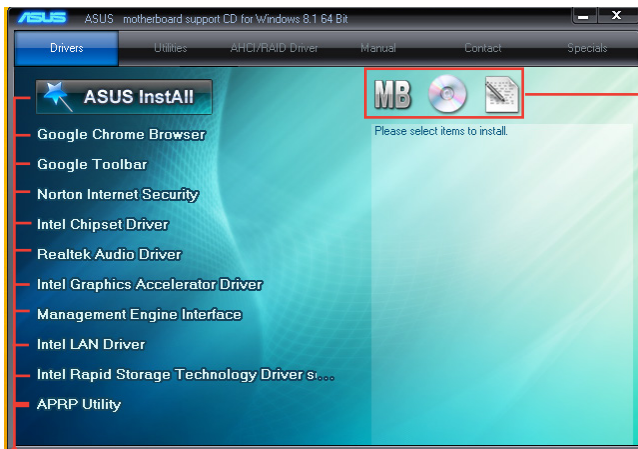 ASUS ASUS motherboard support CD for Windows 8.1 64 Bit
Drivers Utilities AHCI/RAID Driver Manual Contact Specials
ASUS InstAll
MB
Please select items to install.
Google Chrome Browser
Google Toolbar
Norton Internet Security
Intel Chipset Driver
Realtek Audio Driver
Intel Graphics Accelerator Driver
Management Engine Interface
Intel LAN Driver
Intel Rapid Storage Technology Driver s...
APRP Utility